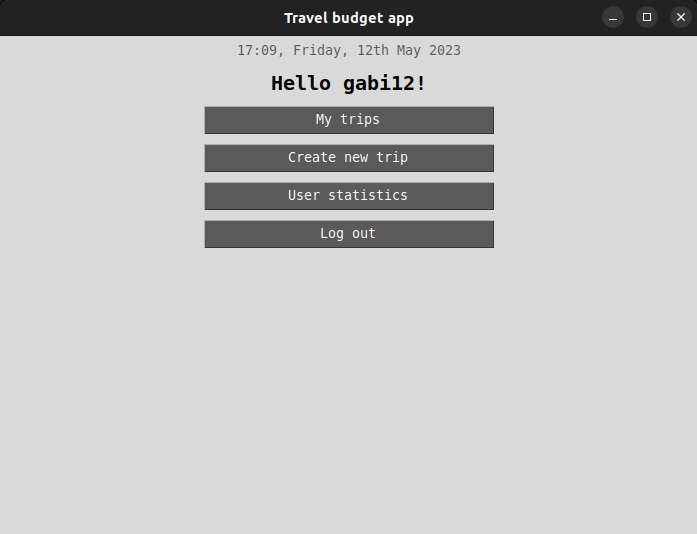 Travel budget app
17:09, Friday, 12th May 2023
Hello gabi12!
My trips
Create new trip
User statistics
Log out